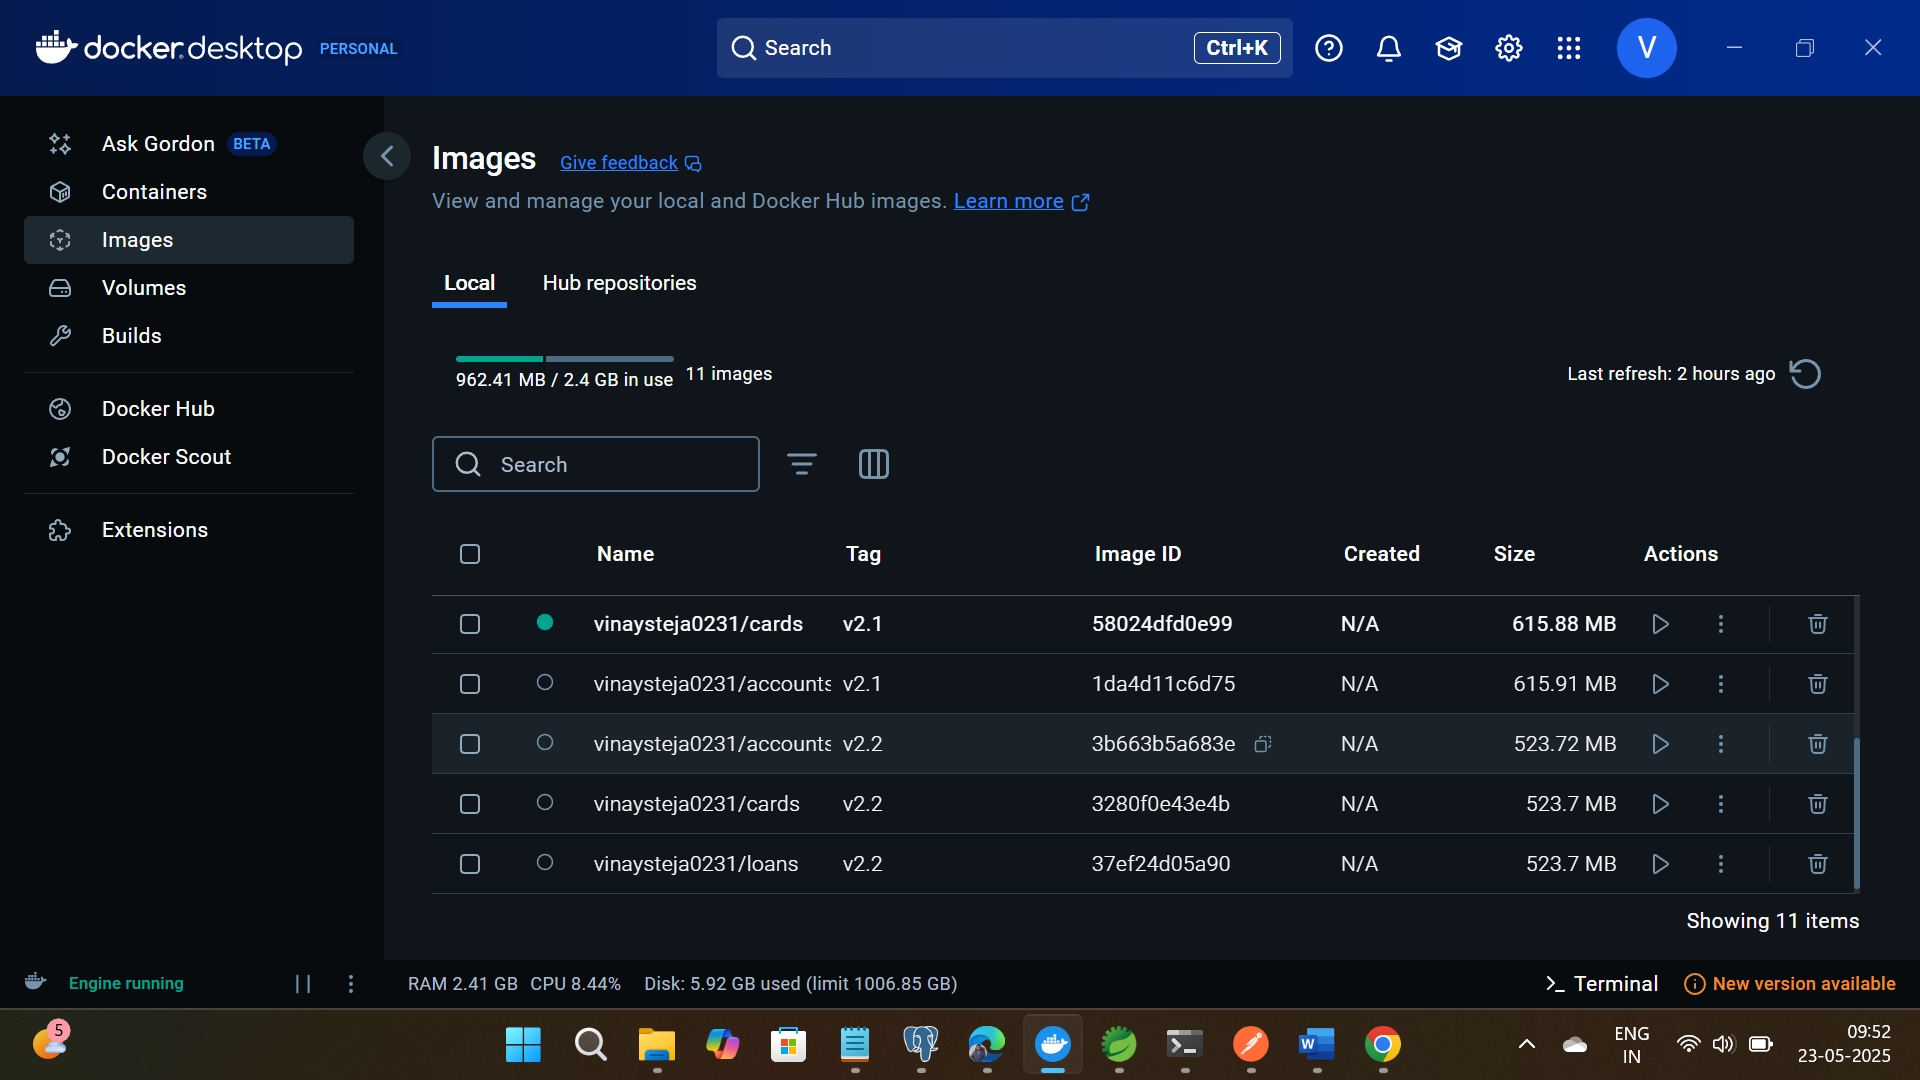 docker desktop PERSONAL
Search Ctrl+K
V
Ask Gordon BETA
Containers
Images
Volumes
Builds
Docker Hub
Docker Scout
Extensions
Images Give feedback
View and manage your local and Docker Hub images. Learn more
Local Hub repositories
962.41 MB / 2.4 GB in use 11 images
Last refresh: 2 hours ago
Search
Name Tag Image ID Created Size Actions
vinaysteja0231/cards v2.1 58024dfd0e99 N/A 615.88 MB
vinaysteja0231/accounts v2.1 1da4d11c6d75 N/A 615.91 MB
vinaysteja0231/accounts v2.2 3b663b5a683e N/A 523.72 MB
vinaysteja0231/cards v2.2 3280f0e43e4b N/A 523.7 MB
vinaysteja0231/loans v2.2 37ef24d05a90 N/A 523.7 MB
Showing 11 items
Engine running RAM 2.41 GB CPU 8.44% Disk: 5.92 GB used (limit 1006.85 GB) Terminal New version available
5
W
ENG
IN
09:52
23-05-2025